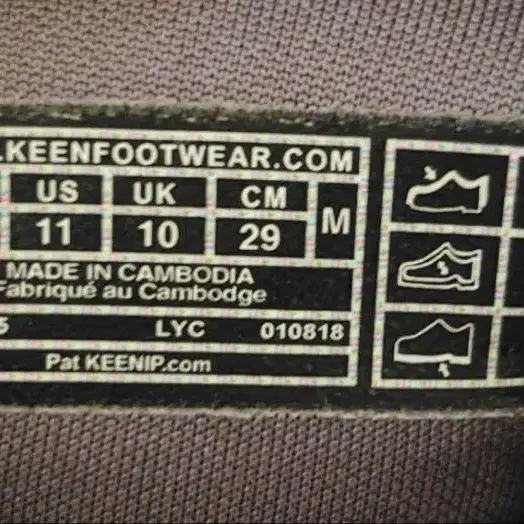 .KEENFOOTWEAR.COM
US UK CM M
11 10 29
MADE IN CAMBODIA
Fabriqué au Cambodge
5 LYC 010818
Pat KEENIP.com